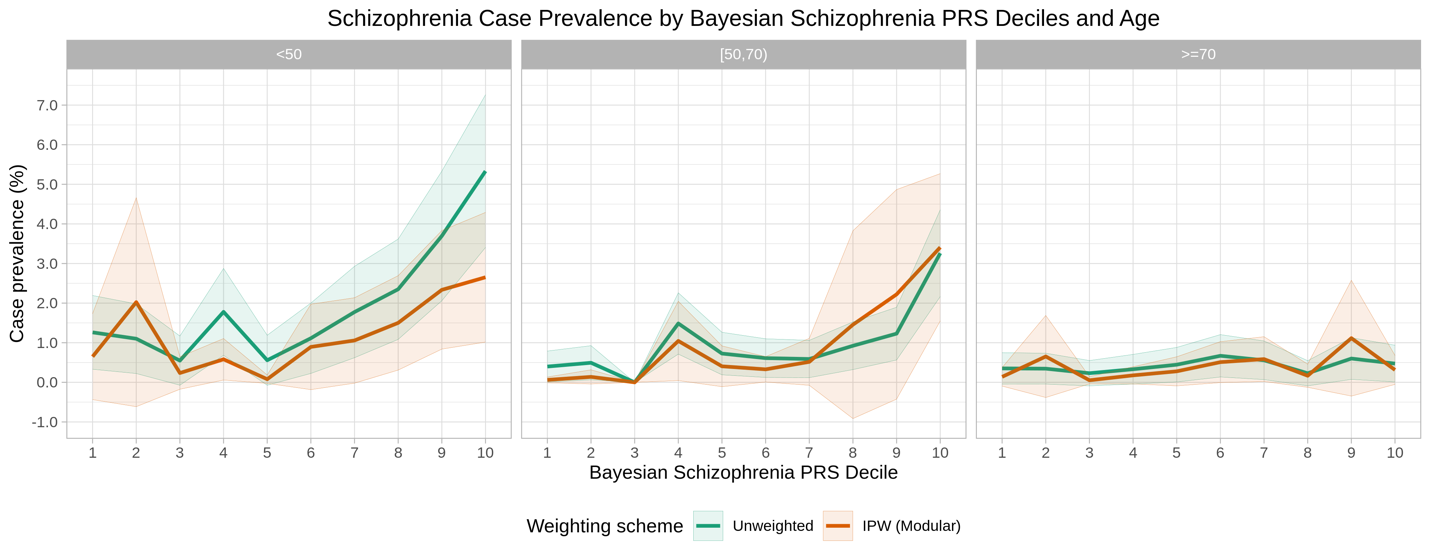 Schizophrenia Case Prevalence by Bayesian Schizophrenia PRS Deciles and Age
<50 [50,70) >=70
Case prevalence (%)
7.0
6.0
5.0
4.0
3.0
2.0
1.0
0.0
-1.0
1 2 3 4 5 6 7 8 9 10 1 2 3 4 5 6 7 8 9 10 1 2 3 4 5 6 7 8 9 10
Bayesian Schizophrenia PRS Decile
Weighting scheme Unweighted IPW (Modular)